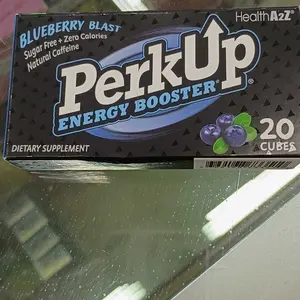 HealthA2Z®
BLUEBERRY BLAST
Sugar Free + Zero Calories
Natural Caffeine
PerkUp®
ENERGY BOOSTER*
DIETARY SUPPLEMENT
20
CUBES